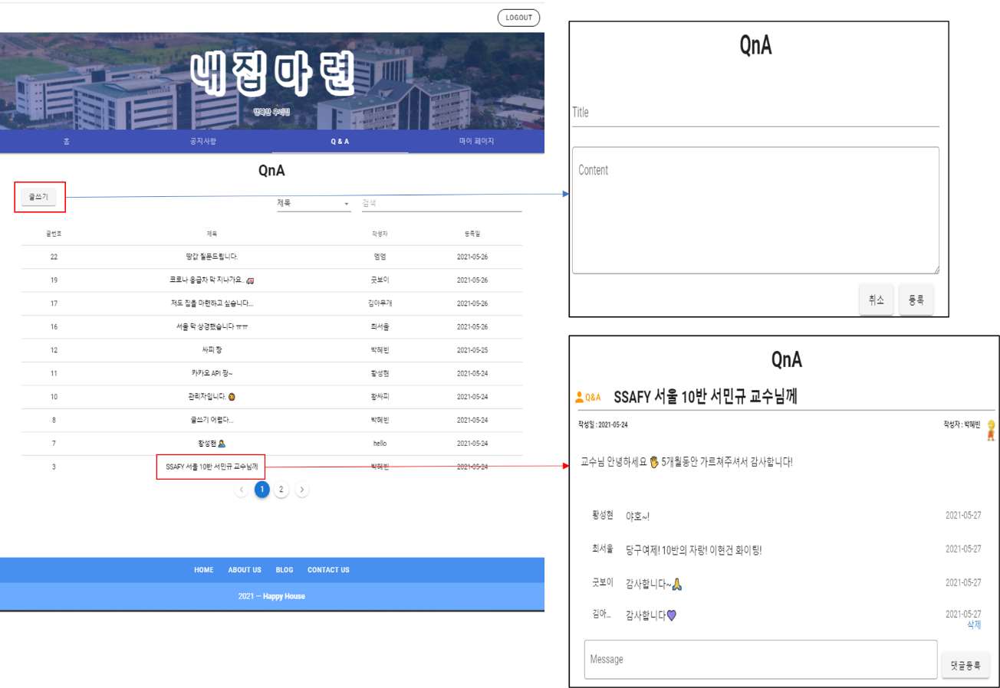 LOGOUT
내집마련
행복한 우리집
홈 공지사항 Q & A 마이 페이지
QnA
글쓰기
제목 검색
글번호 제목 작성자 등록일
22 땅값 질문드립니다. 엄엄 2021-05-26
19 코로나 응급차 막 지나가요.. 🚑 굿보이 2021-05-26
17 저도 집을 마련하고 싶습니다... 김아무개 2021-05-26
16 서울 막 상경했습니다 ㅠㅠ 최서울 2021-05-26
12 싸피 짱 박혜빈 2021-05-25
11 카카오 API 짱~ 황성현 2021-05-24
10 관리자입니다. 황싸피 2021-05-24
8 글쓰기 어렵다... 박혜빈 2021-05-24
7 황성현 hello 2021-05-24
3 SSAFY 서울 10반 서민규 교수님께 박혜빈 2021-05-24
1 2
HOME ABOUT US BLOG CONTACT US
2021 — Happy House
QnA
Title
Content
취소 등록
QnA
Q&A SSAFY 서울 10반 서민규 교수님께
작성일 : 2021-05-24 작성자 : 박혜빈
교수님 안녕하세요 🖐 5개월동안 가르쳐주셔서 감사합니다!
황성현 야호~! 2021-05-27
최서울 당구여제! 10반의 자랑! 이현건 화이팅! 2021-05-27
굿보이 감사합니다~🙏 2021-05-27
김아... 감사합니다💜 2021-05-27
삭제
Message
댓글등록